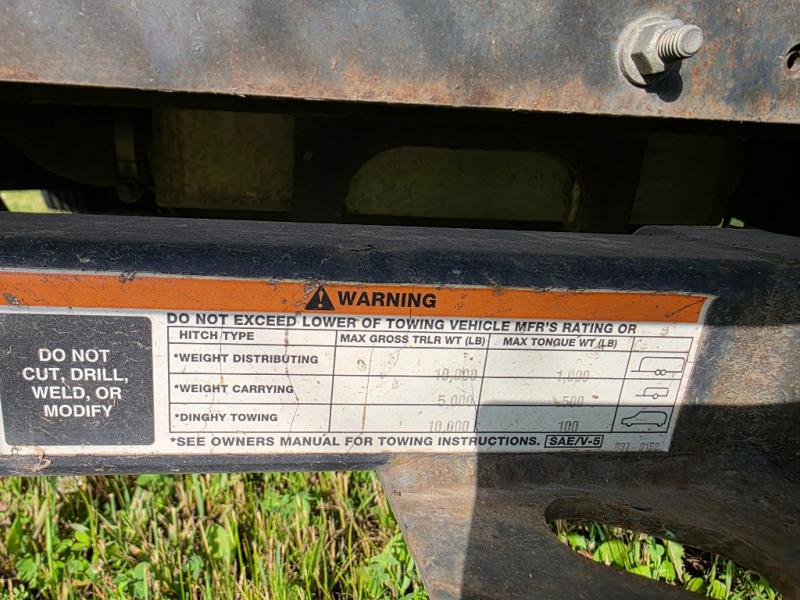 WARNING
DO NOT EXCEED LOWER OF TOWING VEHICLE MFR'S RATING OR
DO NOT
CUT, DRILL,
WELD, OR
MODIFY
HITCH TYPE MAX GROSS TRLR WT (LB) MAX TONGUE WT (LB)
*WEIGHT DISTRIBUTING 10,000 1,000
*WEIGHT CARRYING 5,000 500
*DINGHY TOWING 10,000 100
*SEE OWNERS MANUAL FOR TOWING INSTRUCTIONS. SAE/V-5